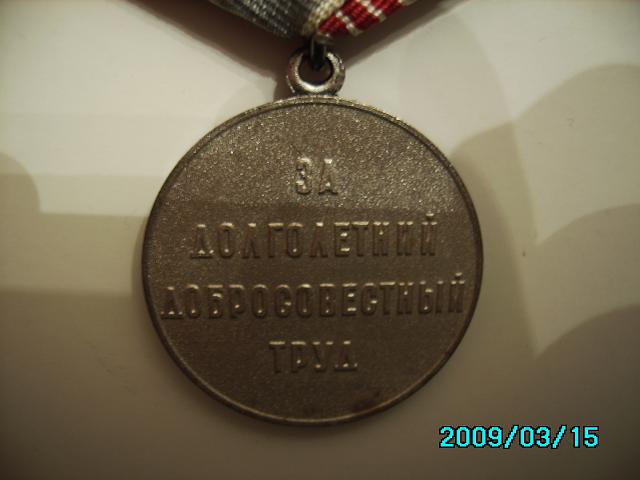 ЗА
ДОЛГОЛЕТНИЙ
ДОБРОСОВЕСТНЫЙ
ТРУД
2009/03/15